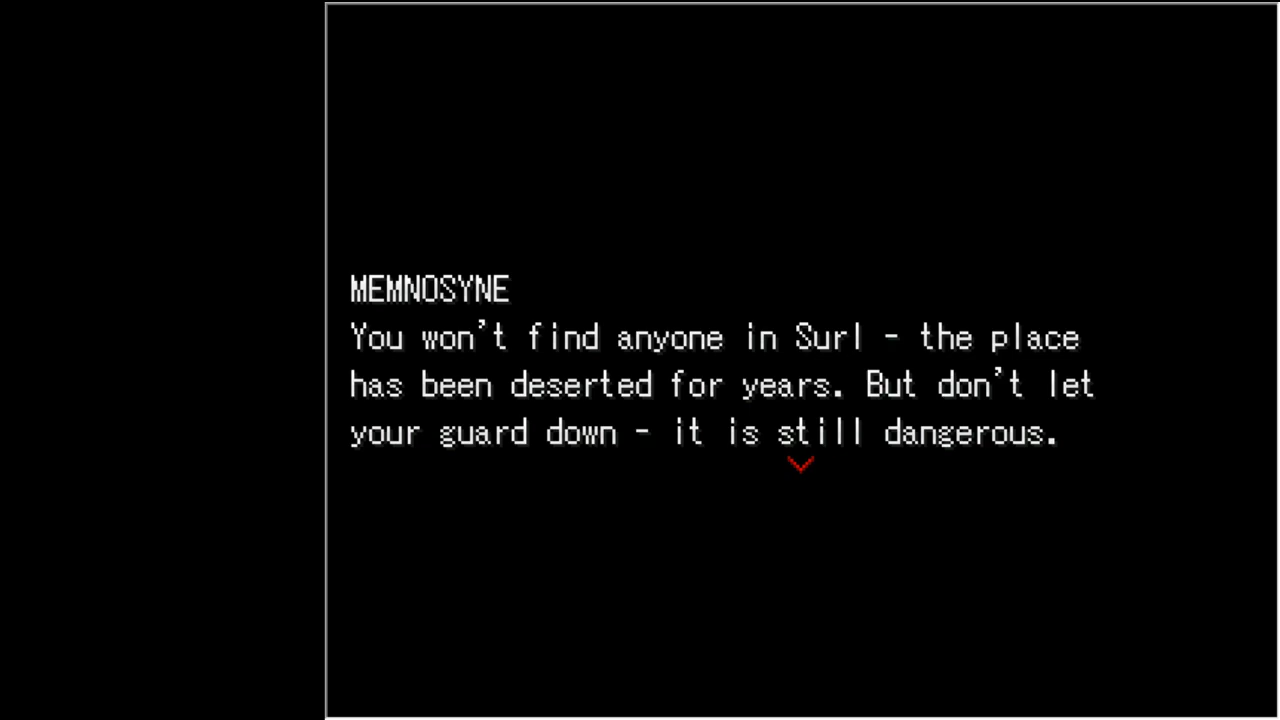 MEMNOSYNE
You won't find anyone in Surl - the place
has been deserted for years. But don't let
your guard down - it is still dangerous.